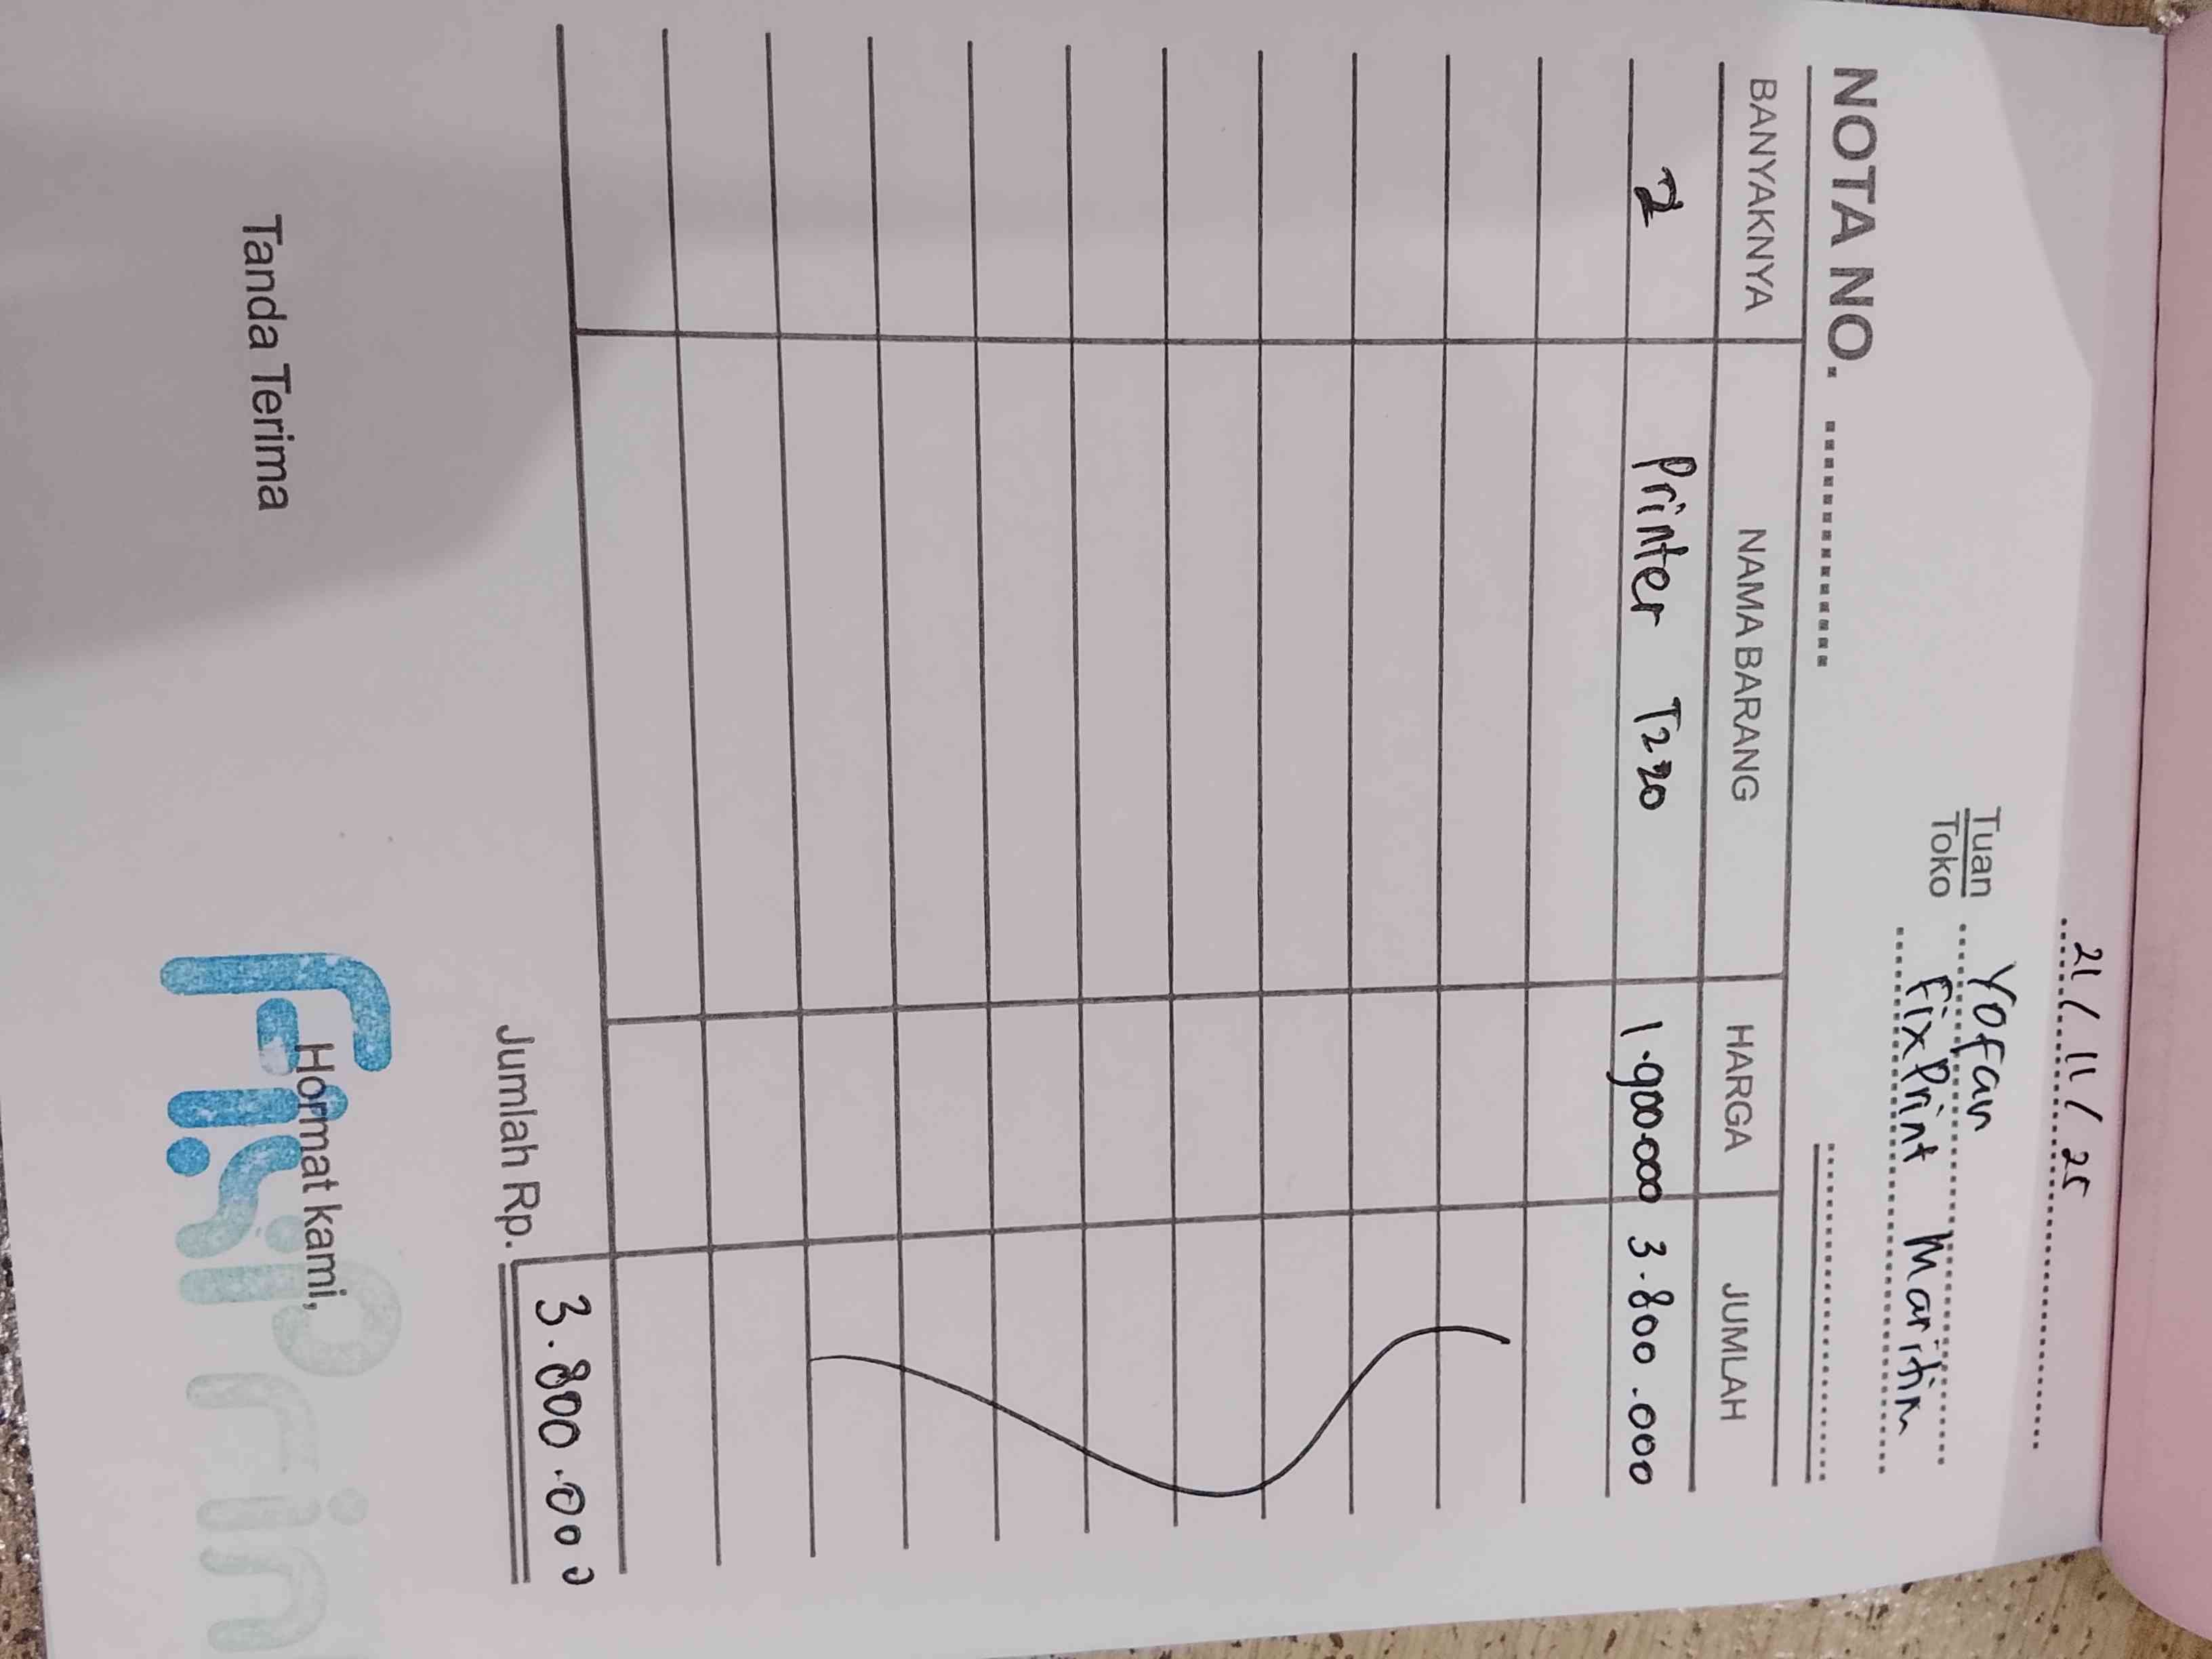 21 / 11 / 25
Tuan Yofan
Toko FixPrint Maritim
NOTA NO.
BANYAKNYA NAMA BARANG HARGA JUMLAH
2 Printer T220 1.900.000 3.800.000
Jumlah Rp. 3.800.000
Tanda Terima Hormat kami,
FixPrin